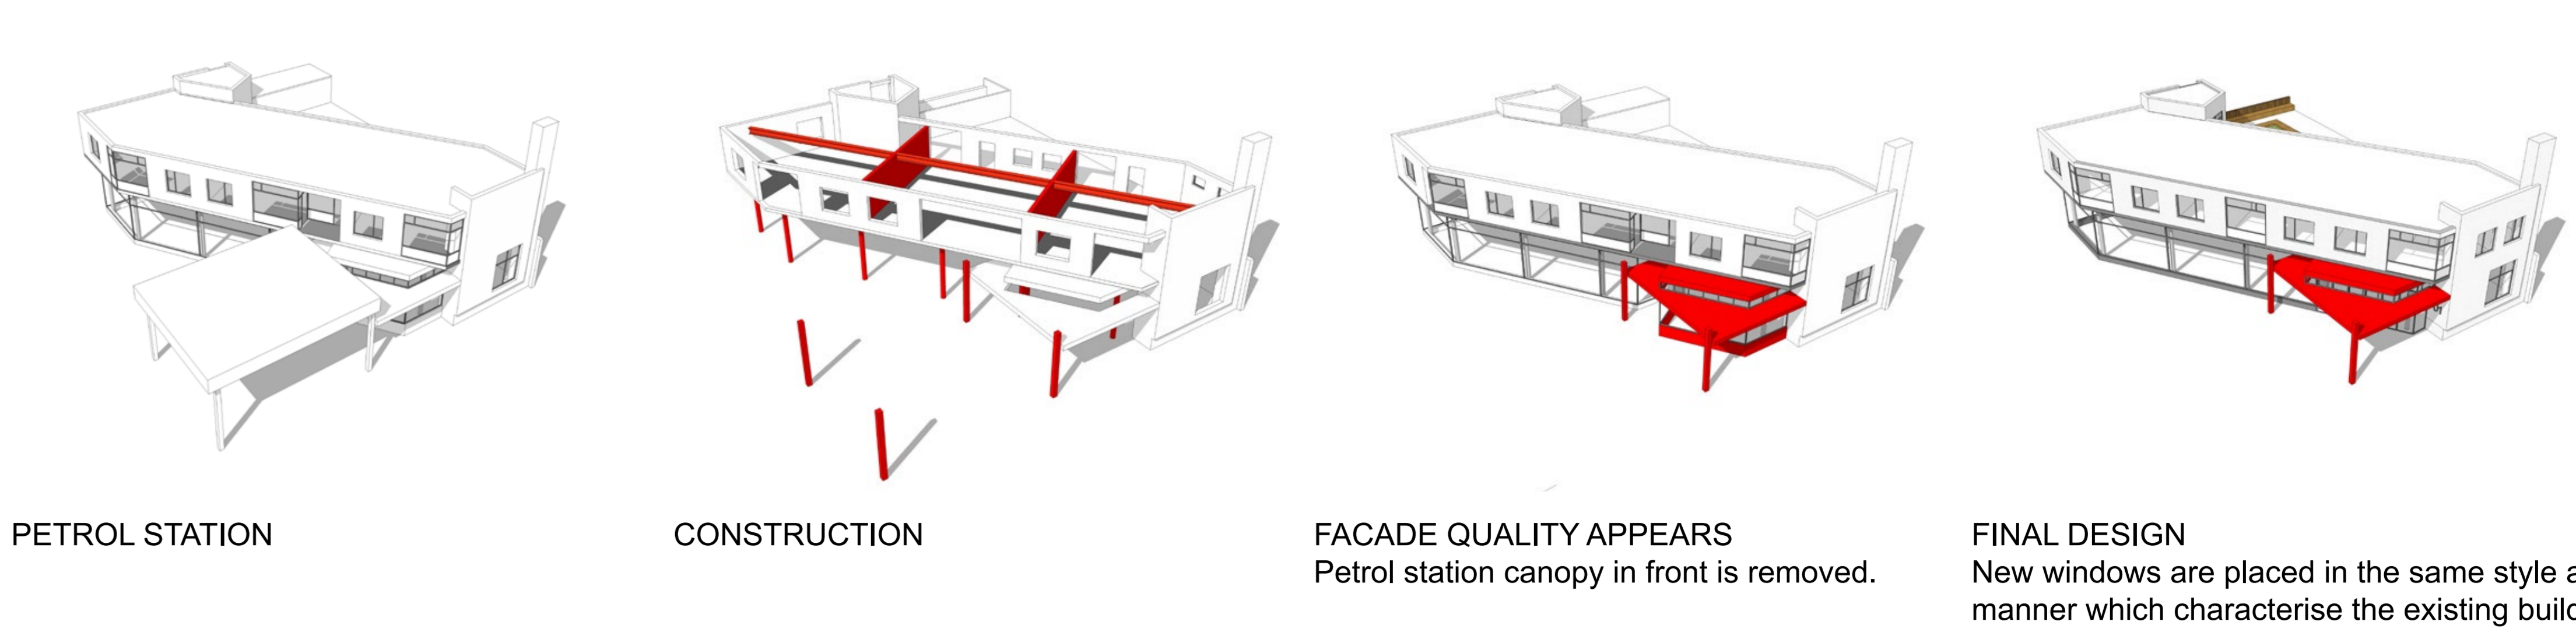 PETROL STATION
CONSTRUCTION
FACADE QUALITY APPEARS
Petrol station canopy in front is removed.
FINAL DESIGN
New windows are placed in the same style
manner which characterise the existing